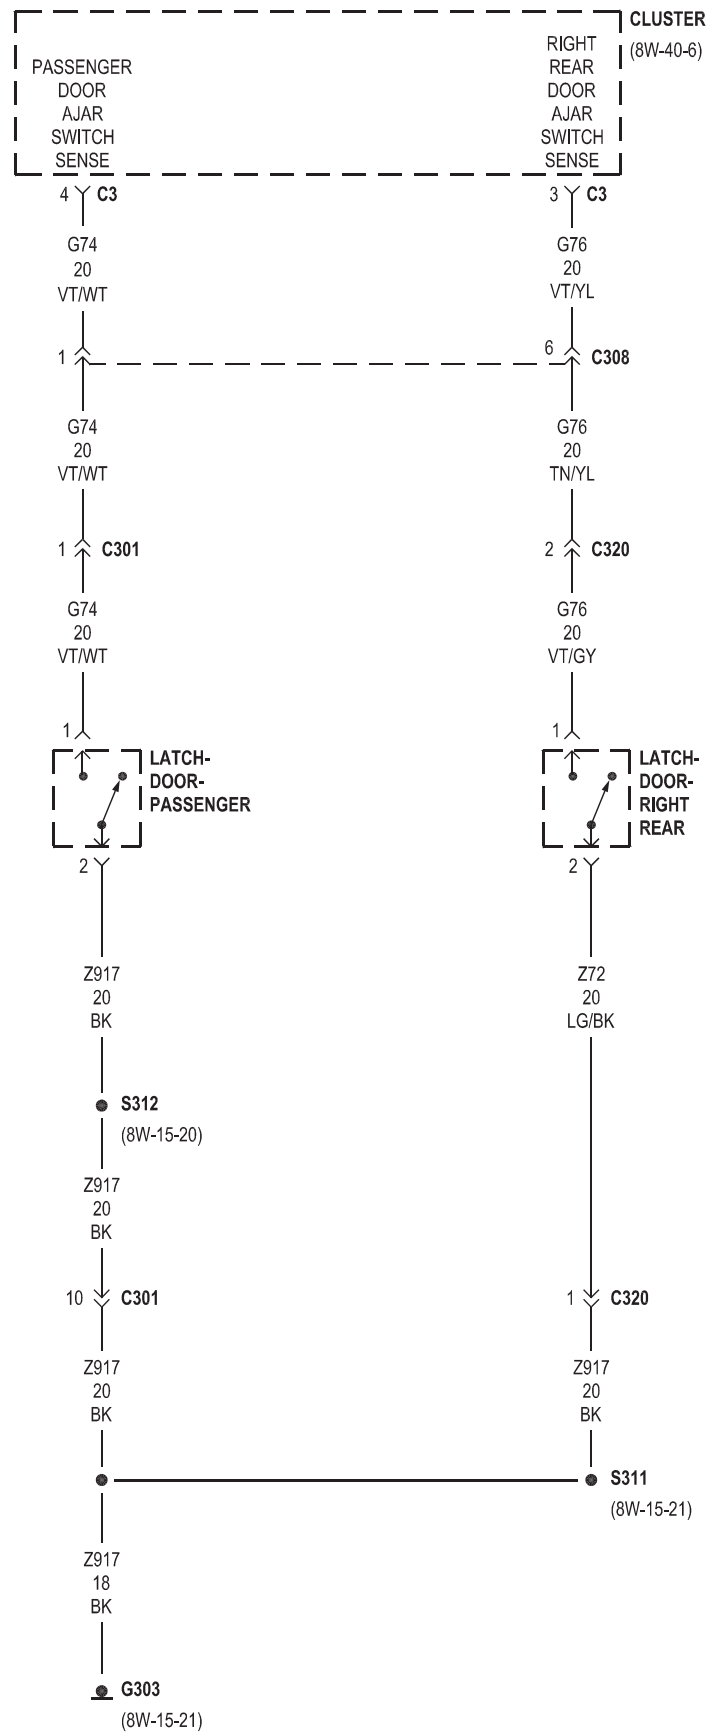 CLUSTER
(8W-40-6)
PASSENGER
DOOR
AJAR
SWITCH
SENSE
RIGHT
REAR
DOOR
AJAR
SWITCH
SENSE
4 C3
3 C3
G74
20
VT/WT
G76
20
VT/YL
1
6 C308
G74
20
VT/WT
G76
20
TN/YL
1 C301
2 C320
G74
20
VT/WT
G76
20
VT/GY
1
LATCH-
DOOR-
PASSENGER
2
1
LATCH-
DOOR-
RIGHT
REAR
2
Z917
20
BK
Z72
20
LG/BK
S312
(8W-15-20)
Z917
20
BK
10 C301
1 C320
Z917
20
BK
Z917
20
BK
S311
(8W-15-21)
Z917
18
BK
G303
(8W-15-21)